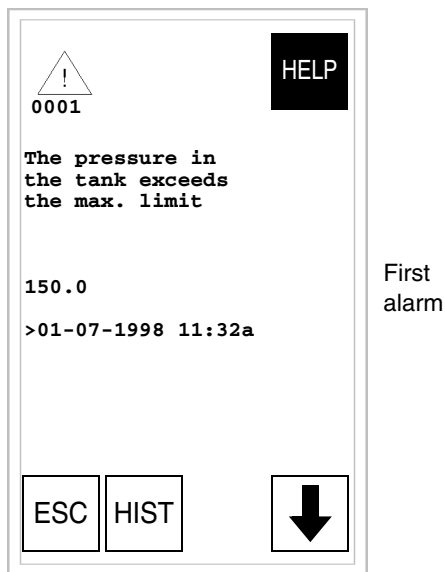 !
HELP
0001
The pressure in
the tank exceeds
the max. limit
150.0
First
alarm
>01-07-1998 11:32a
ESC HIST